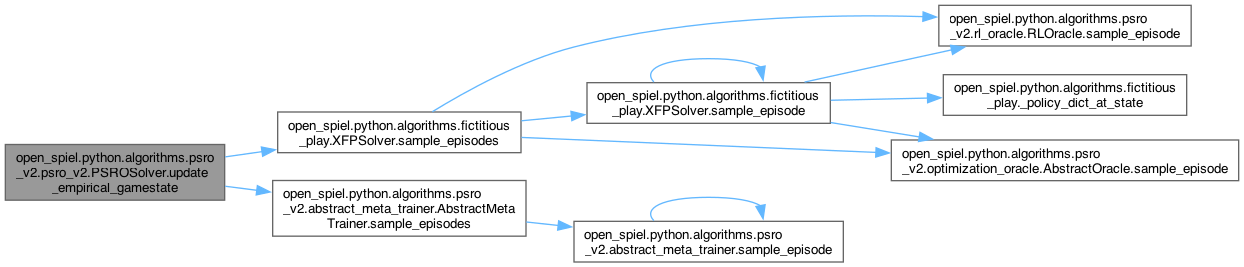 open_spiel.python.algorithms.psro
_v2.psro_v2.PSROSolver.update
_empirical_gamestate
open_spiel.python.algorithms.fictitious
_play.XFPSolver.sample_episodes
open_spiel.python.algorithms.psro
_v2.abstract_meta_trainer.AbstractMeta
Trainer.sample_episodes
open_spiel.python.algorithms.fictitious
_play.XFPSolver.sample_episode
open_spiel.python.algorithms.psro
_v2.abstract_meta_trainer.sample_episode
open_spiel.python.algorithms.psro
_v2.rl_oracle.RLOracle.sample_episode
open_spiel.python.algorithms.fictitious
_play._policy_dict_at_state
open_spiel.python.algorithms.psro
_v2.optimization_oracle.AbstractOracle.sample_episode